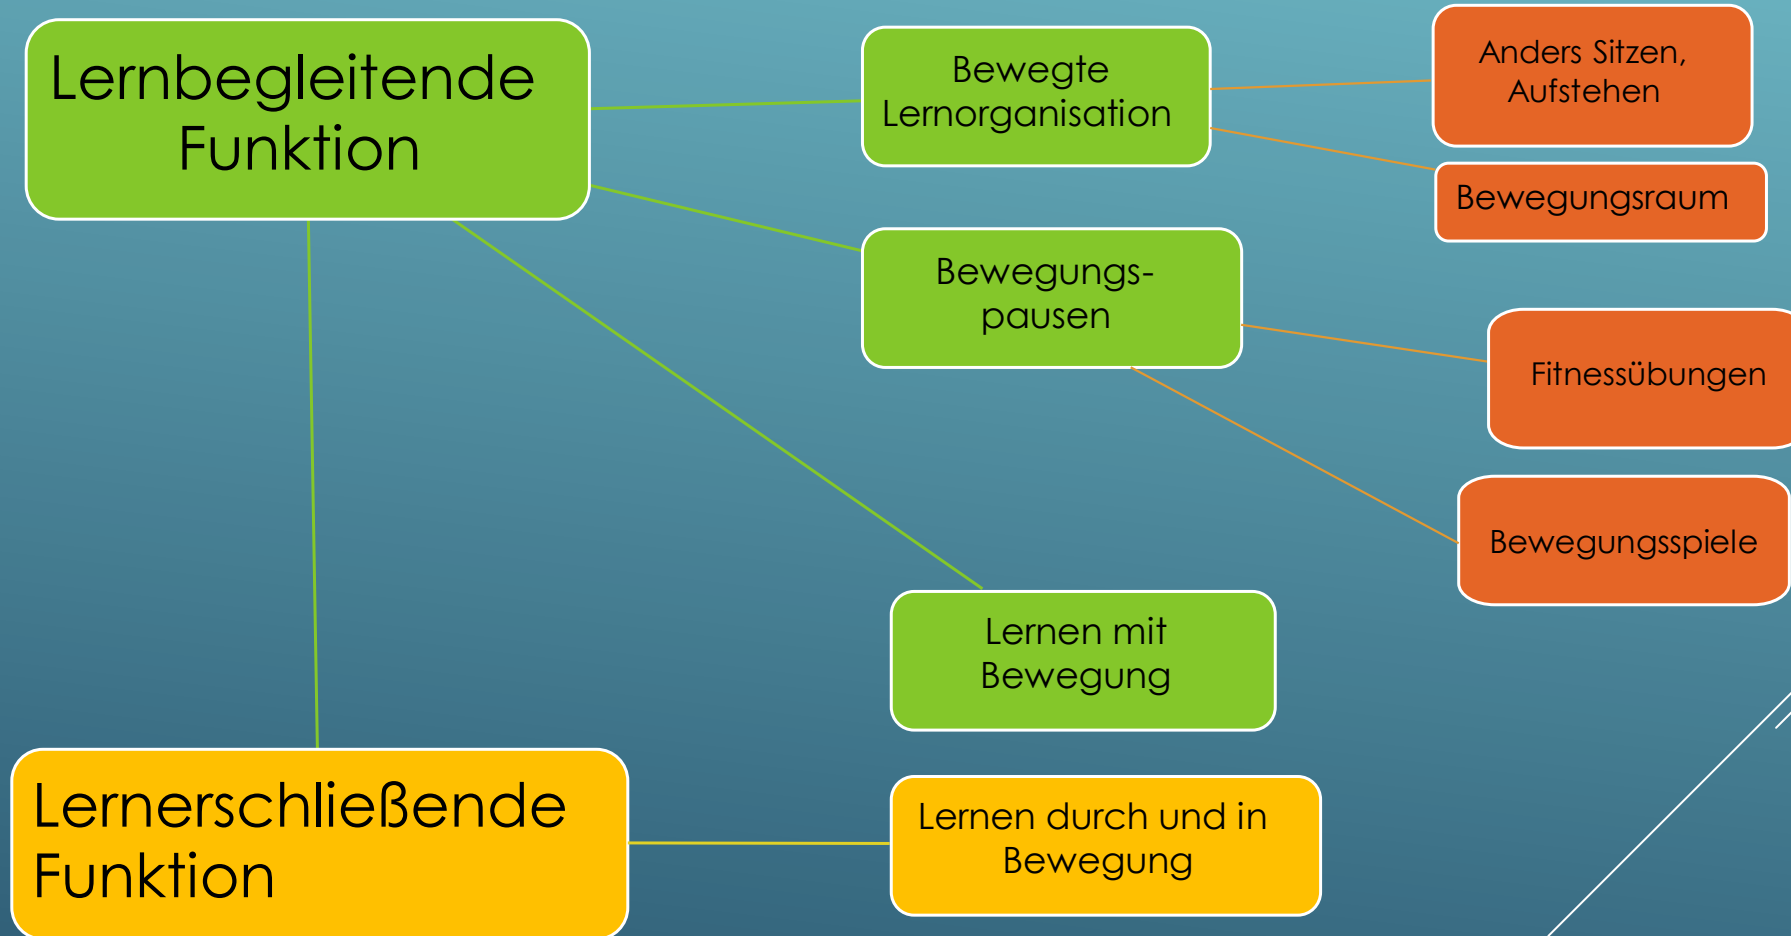 Lernbegleitende
Funktion
Bewegte
Lernorganisation
Anders Sitzen,
Aufstehen
Bewegungsraum
Bewegungs-
pausen
Fitnessübungen
Bewegungsspiele
Lernen mit
Bewegung
Lernerschließende
Funktion
Lernen durch und in
Bewegung